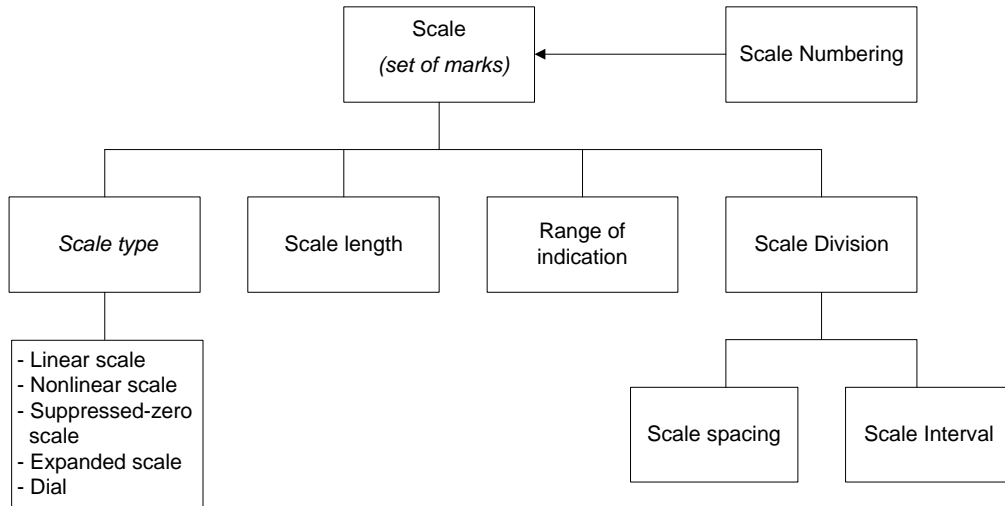 Scale
(set of marks)
Scale Numbering
Scale type
Scale length
Range of
indication
Scale Division
- Linear scale
- Nonlinear scale
- Suppressed-zero
scale
- Expanded scale
- Dial
Scale spacing
Scale Interval